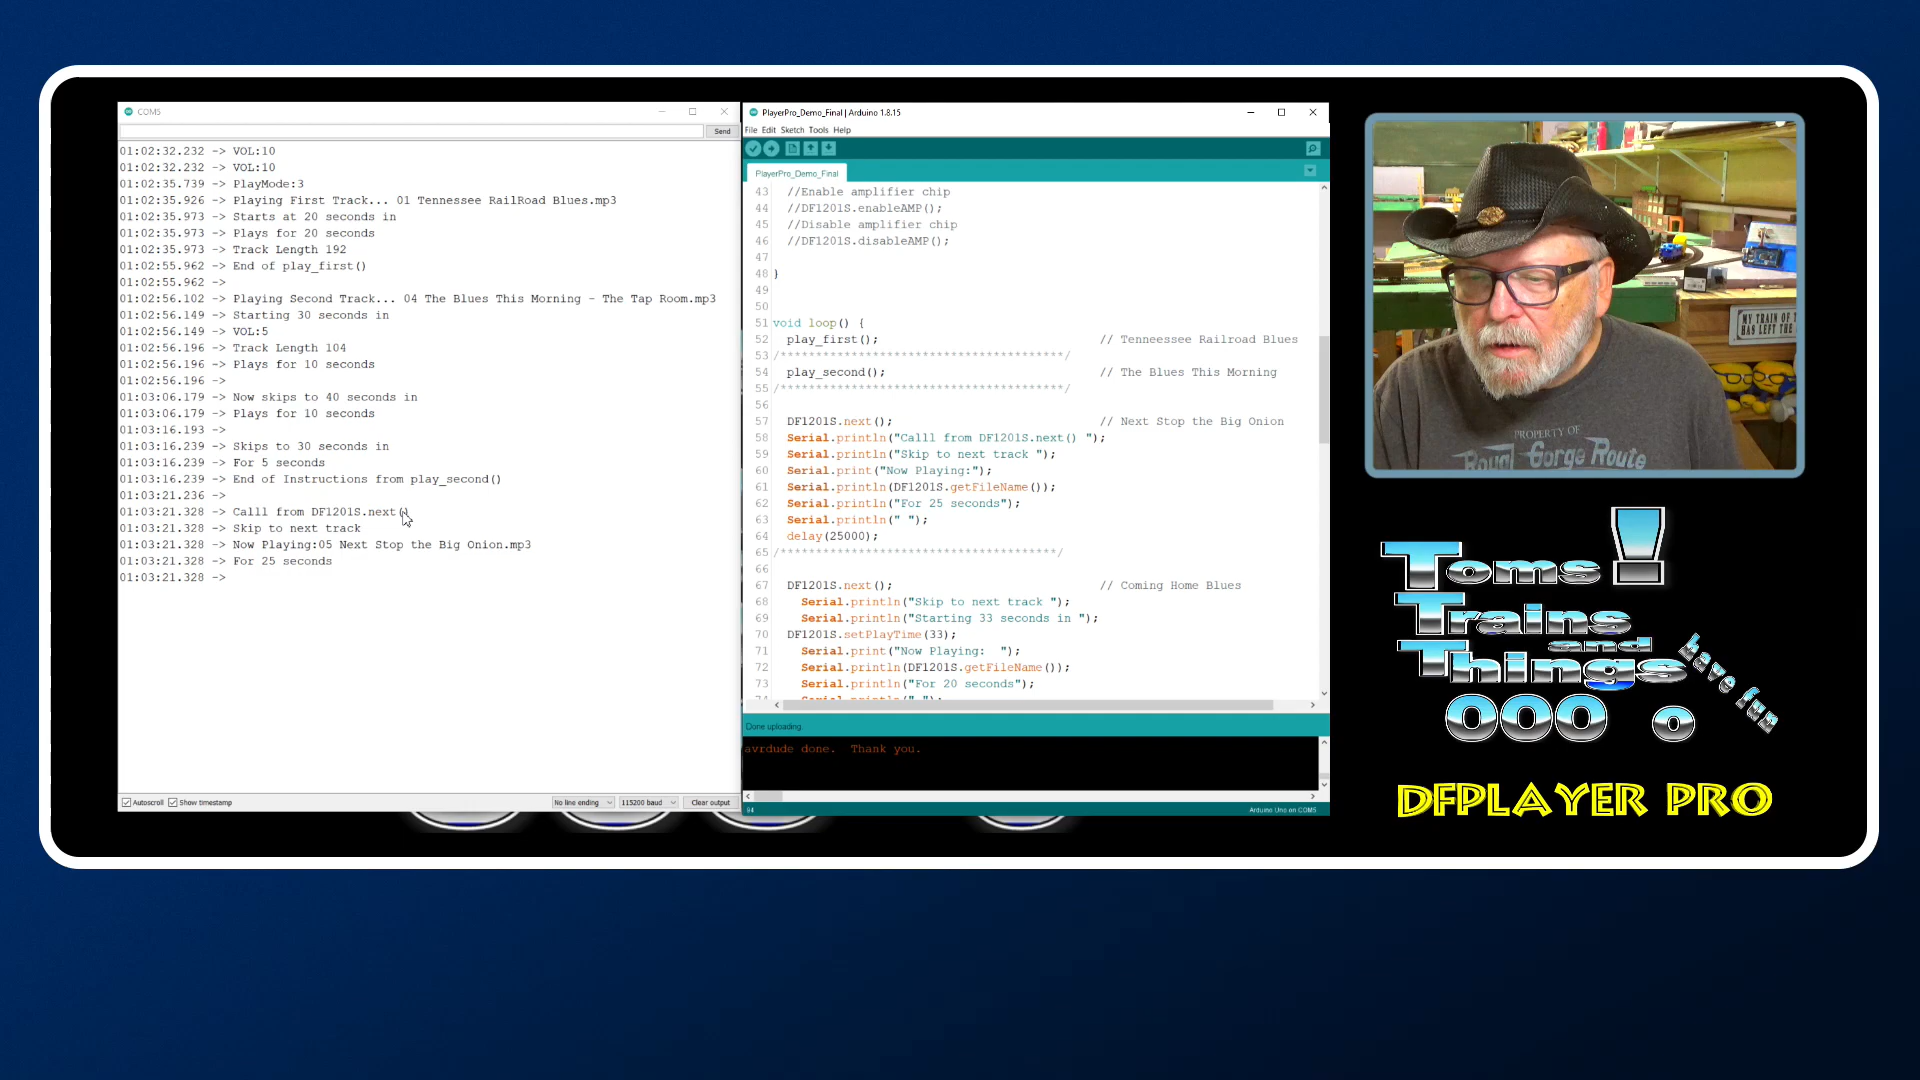 COM5
Send
01:02:32.232 -> VOL:10
01:02:32.232 -> VOL:10
01:02:35.739 -> PlayMode:3
01:02:35.926 -> Playing First Track... 01 Tennessee RailRoad Blues.mp3
01:02:35.973 -> Starts at 20 seconds in
01:02:35.973 -> Plays for 20 seconds
01:02:35.973 -> Track Length 192
01:02:55.962 -> End of play_first()
01:02:55.962 ->
01:02:56.102 -> Playing Second Track... 04 The Blues This Morning - The Tap Room.mp3
01:02:56.149 -> Starting 30 seconds in
01:02:56.149 -> VOL:5
01:02:56.196 -> Track Length 104
01:02:56.196 -> Plays for 10 seconds
01:02:56.196 ->
01:03:06.179 -> Now skips to 40 seconds in
01:03:06.179 -> Plays for 10 seconds
01:03:16.193 ->
01:03:16.239 -> Skips to 30 seconds in
01:03:16.239 -> For 5 seconds
01:03:16.239 -> End of Instructions from play_second()
01:03:21.236 ->
01:03:21.328 -> Calll from DF1201S.next()
01:03:21.328 -> Skip to next track
01:03:21.328 -> Now Playing:05 Next Stop the Big Onion.mp3
01:03:21.328 -> For 25 seconds
01:03:21.328 ->
Autoscroll Show timestamp No line ending 115200 baud Clear output
PlayerPro_Demo_Final | Arduino 1.8.15
File Edit Sketch Tools Help
PlayerPro_Demo_Final
43 //Enable amplifier chip
44 //DF1201S.enableAMP();
45 //Disable amplifier chip
46 //DF1201S.disableAMP();
47
48 }
49
50
51 void loop() {
52 play_first(); // Tenneessee Railroad Blues
53 /***************************************/
54 play_second(); // The Blues This Morning
55 /***************************************/
56
57 DF1201S.next(); // Next Stop the Big Onion
58 Serial.println("Calll from DF1201S.next() ");
59 Serial.println("Skip to next track ");
60 Serial.print("Now Playing:");
61 Serial.println(DF1201S.getFileName());
62 Serial.println("For 25 seconds");
63 Serial.println(" ");
64 delay(25000);
65 /**************************************/
66
67 DF1201S.next(); // Coming Home Blues
68 Serial.println("Skip to next track ");
69 Serial.println("Starting 33 seconds in ");
70 DF1201S.setPlayTime(33);
71 Serial.print("Now Playing:  ");
72 Serial.println(DF1201S.getFileName());
73 Serial.println("For 20 seconds");
Done uploading.
avrdude done.  Thank you.
94
Arduino Uno on COM5
MY TRAIN OF T
HAS LEFT THE
PROPERTY OF
Royal Gorge Route
Toms !
Trains
and
Things
have fun
OOO o
DFPLAYER PRO